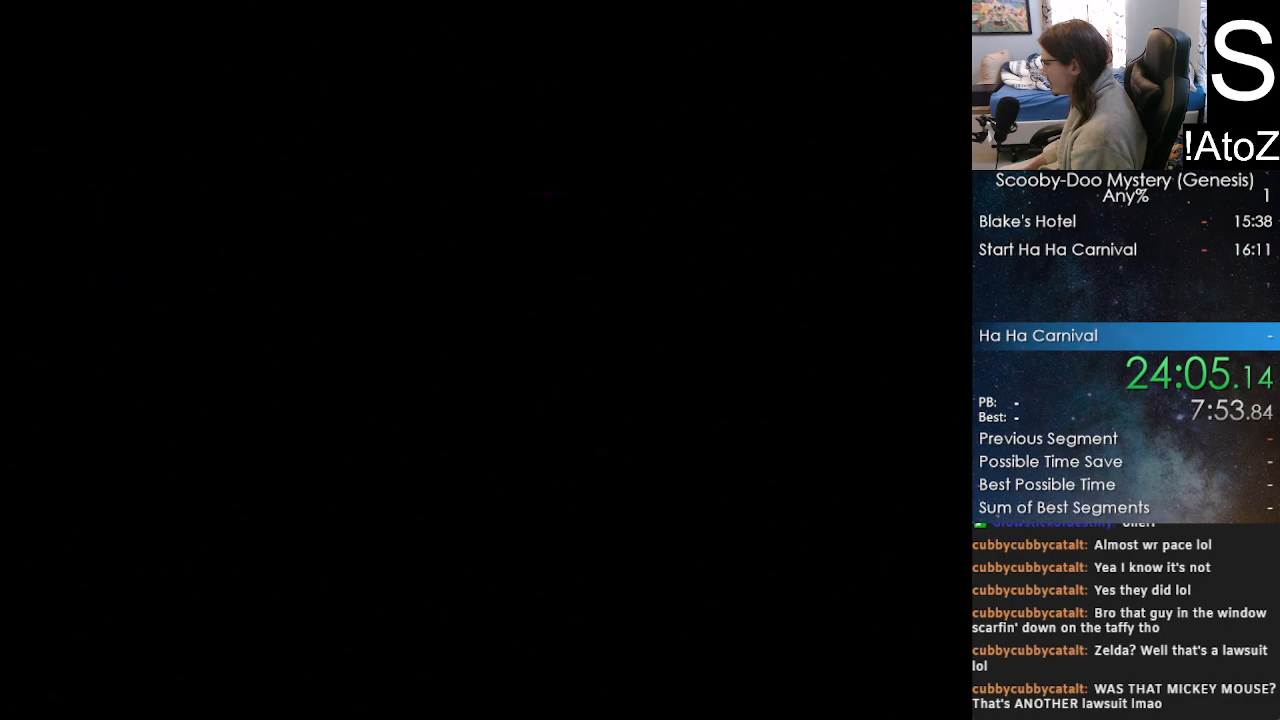 S
!AtoZ
Scooby-Doo Mystery (Genesis)
Any% 1
Blake's Hotel - 15:38
Start Ha Ha Carnival - 16:11
Ha Ha Carnival -
24:05.14
PB: - 7:53.84
Best: -
Previous Segment -
Possible Time Save -
Best Possible Time -
Sum of Best Segments -
cubbycubbycatalt: Almost wr pace lol
cubbycubbycatalt: Yea I know it's not
cubbycubbycatalt: Yes they did lol
cubbycubbycatalt: Bro that guy in the window
scarfin' down on the taffy tho
cubbycubbycatalt: Zelda? Well that's a lawsuit
lol
cubbycubbycatalt: WAS THAT MICKEY MOUSE?
That's ANOTHER lawsuit lmao